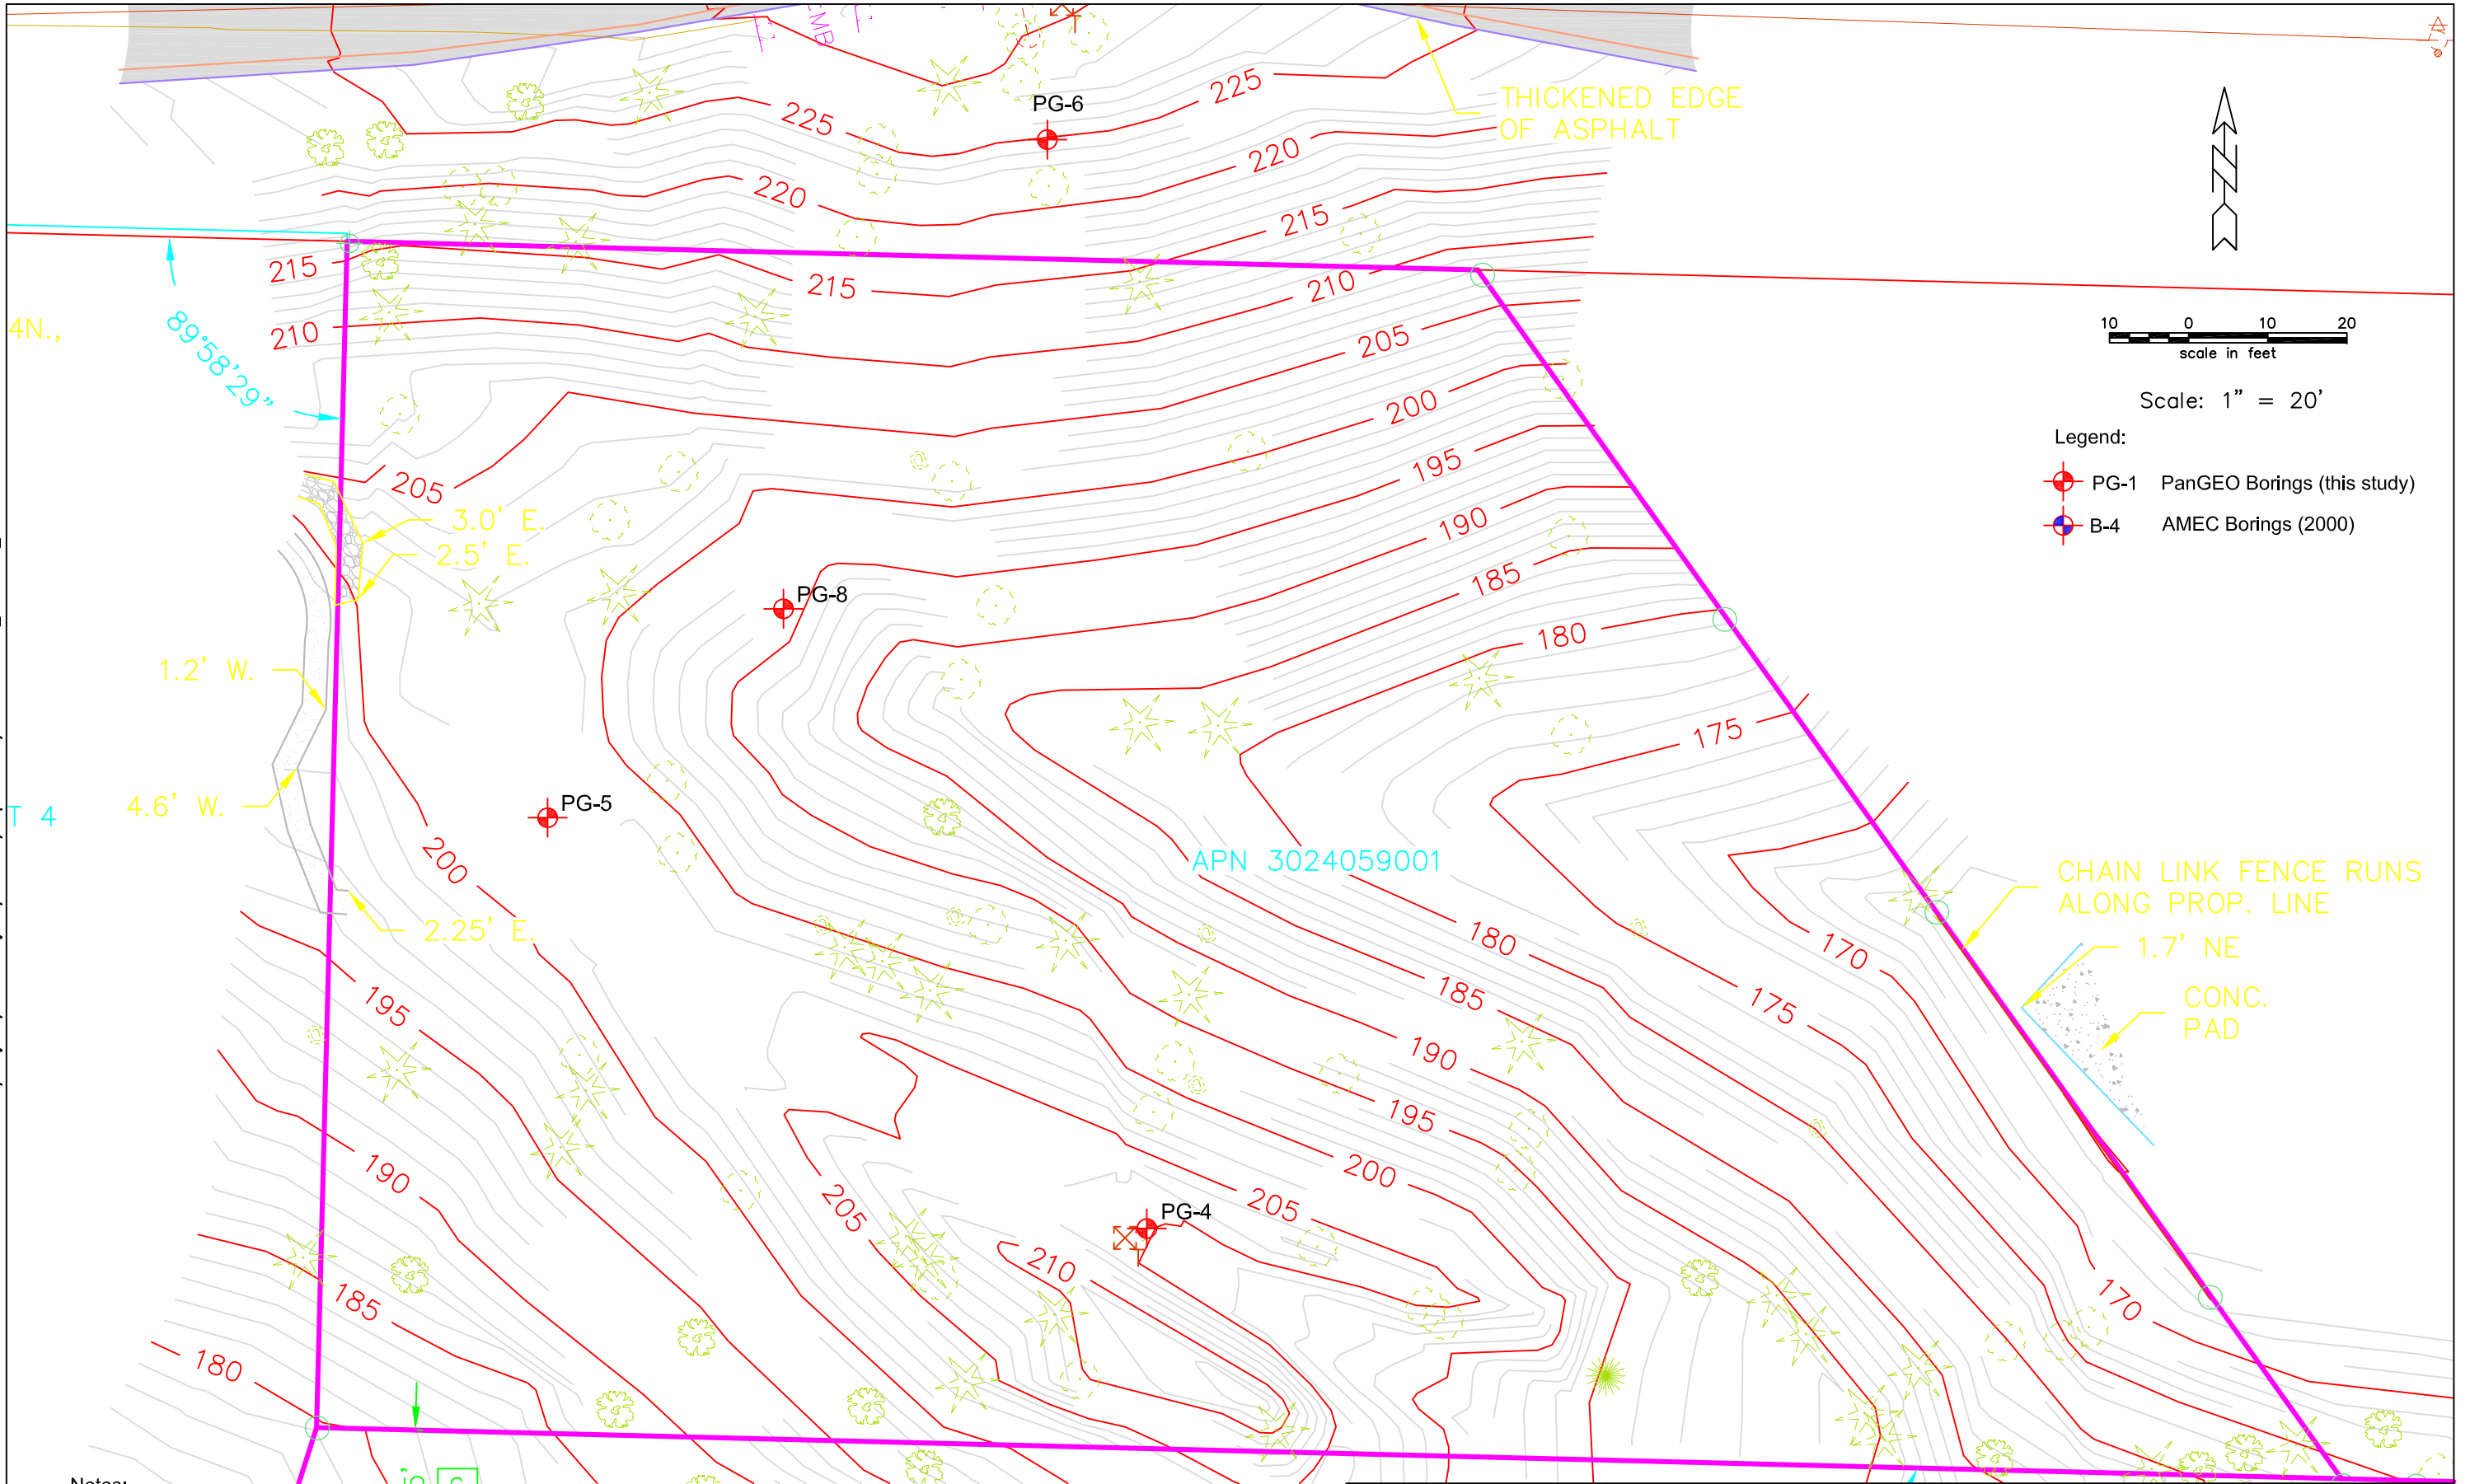 225
PG-6
225
THICKENED EDGE
OF ASPHALT
220
220
215
215
215
210
210
4N.,
89°58'29"
205
10 0 10 20
scale in feet
Scale: 1" = 20'
Legend:
PG-1 PanGEO Borings (this study)
B-4 AMEC Borings (2000)
200
195
205
190
3.0' E.
2.5' E.
185
PG-8
180
1.2' W.
175
4.6' W.
T 4
PG-5
200
APN 3024059001
CHAIN LINK FENCE RUNS
ALONG PROP. LINE
1.7' NE
CONC.
PAD
2.25' E.
180
170
185
175
195
190
195
200
190
205
205
PG-4
210
185
170
180
Notes: